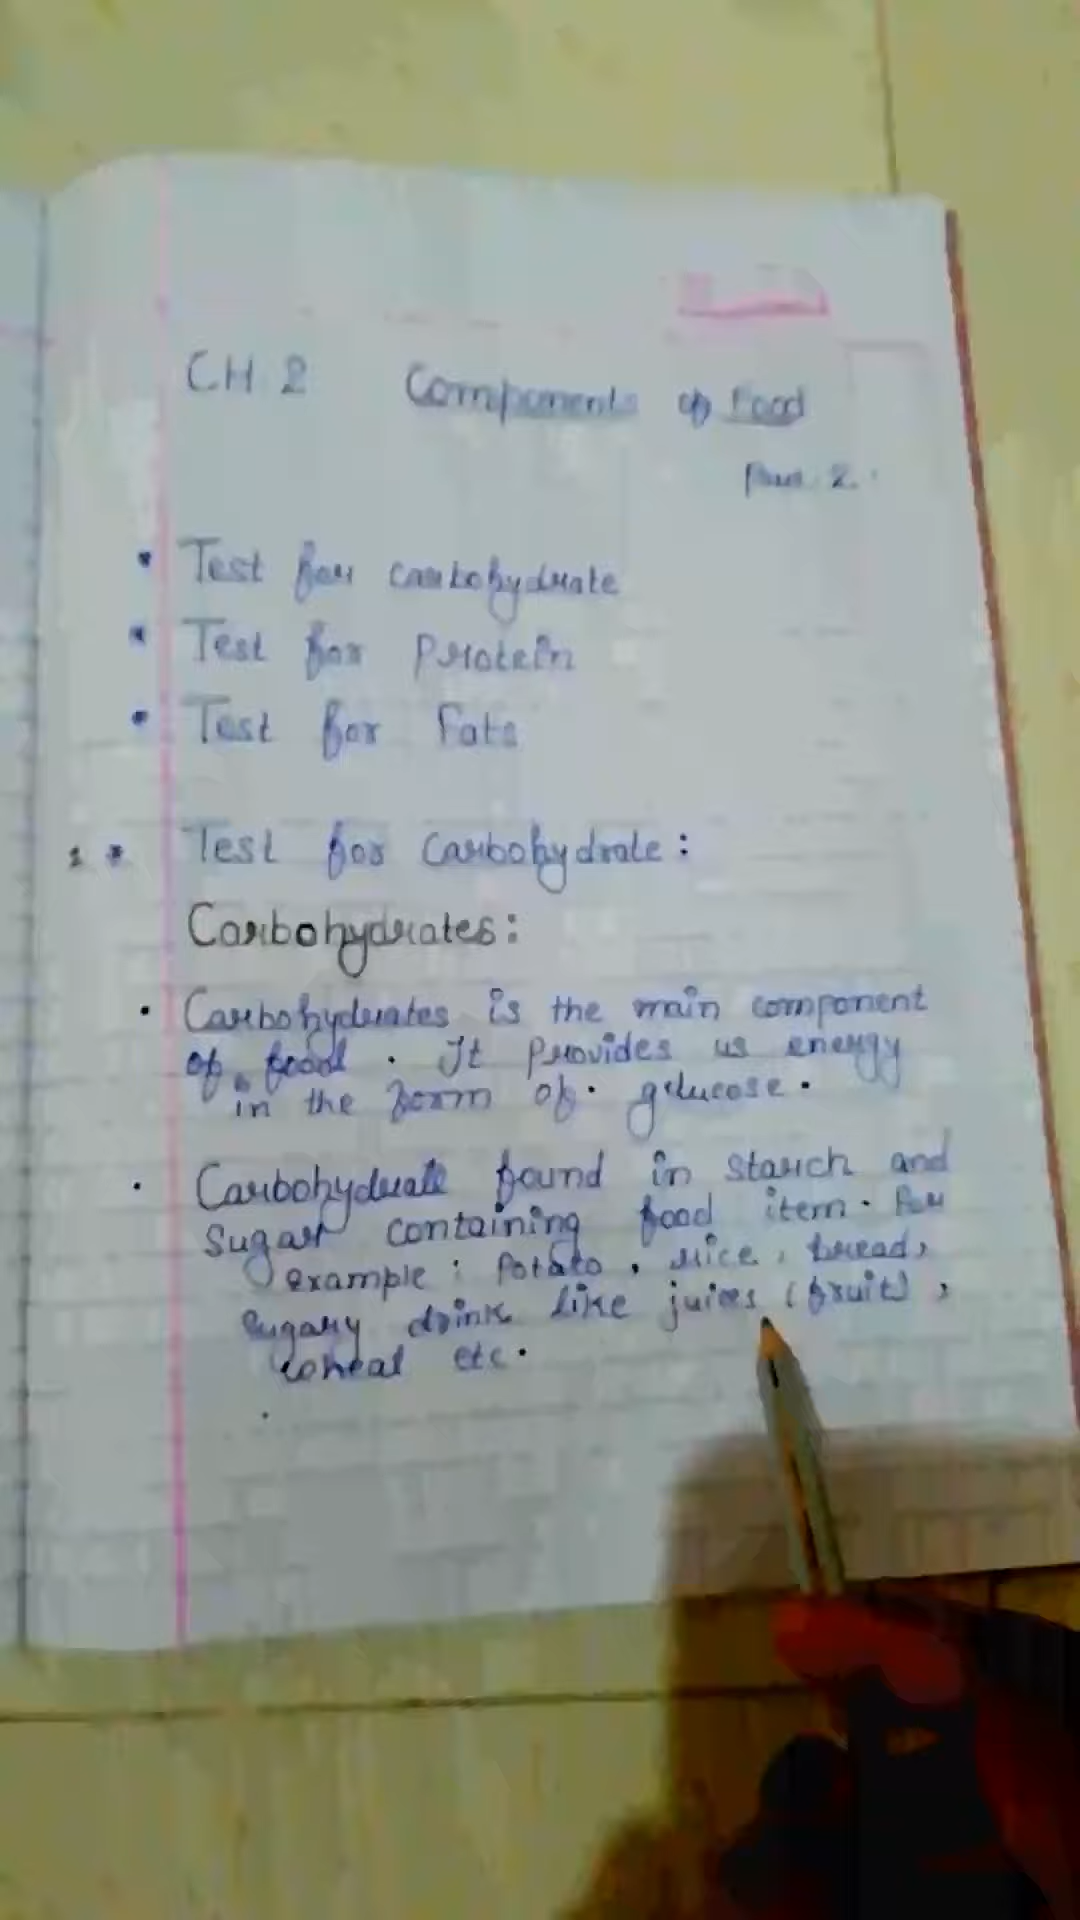 CH. 2 Components of Food
Part 2.
• Test for carbohydrate
• Test for Protein
• Test for Fats
1 * Test for Carbohydrate:
Carbohydrates:
• Carbohydrates is the main component
of food. It provides us energy
in the form of. glucose.
• Carbohydrate found in starch and
Sugar containing food item. For
example: Potato, rice, bread,
Sugary drink like juices (fruit),
wheat etc.